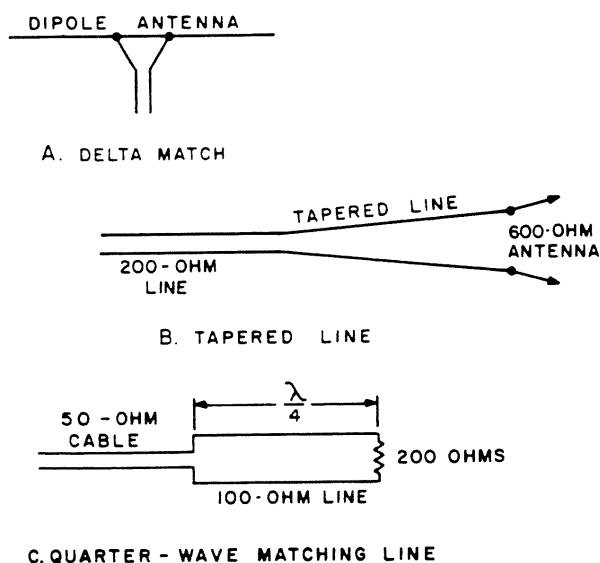 DIPOLE ANTENNA
A. DELTA MATCH
TAPERED LINE
600-OHM
ANTENNA
200-OHM
LINE
B. TAPERED LINE
λ
4
50-OHM
CABLE
200 OHMS
100-OHM LINE
C. QUARTER-WAVE MATCHING LINE